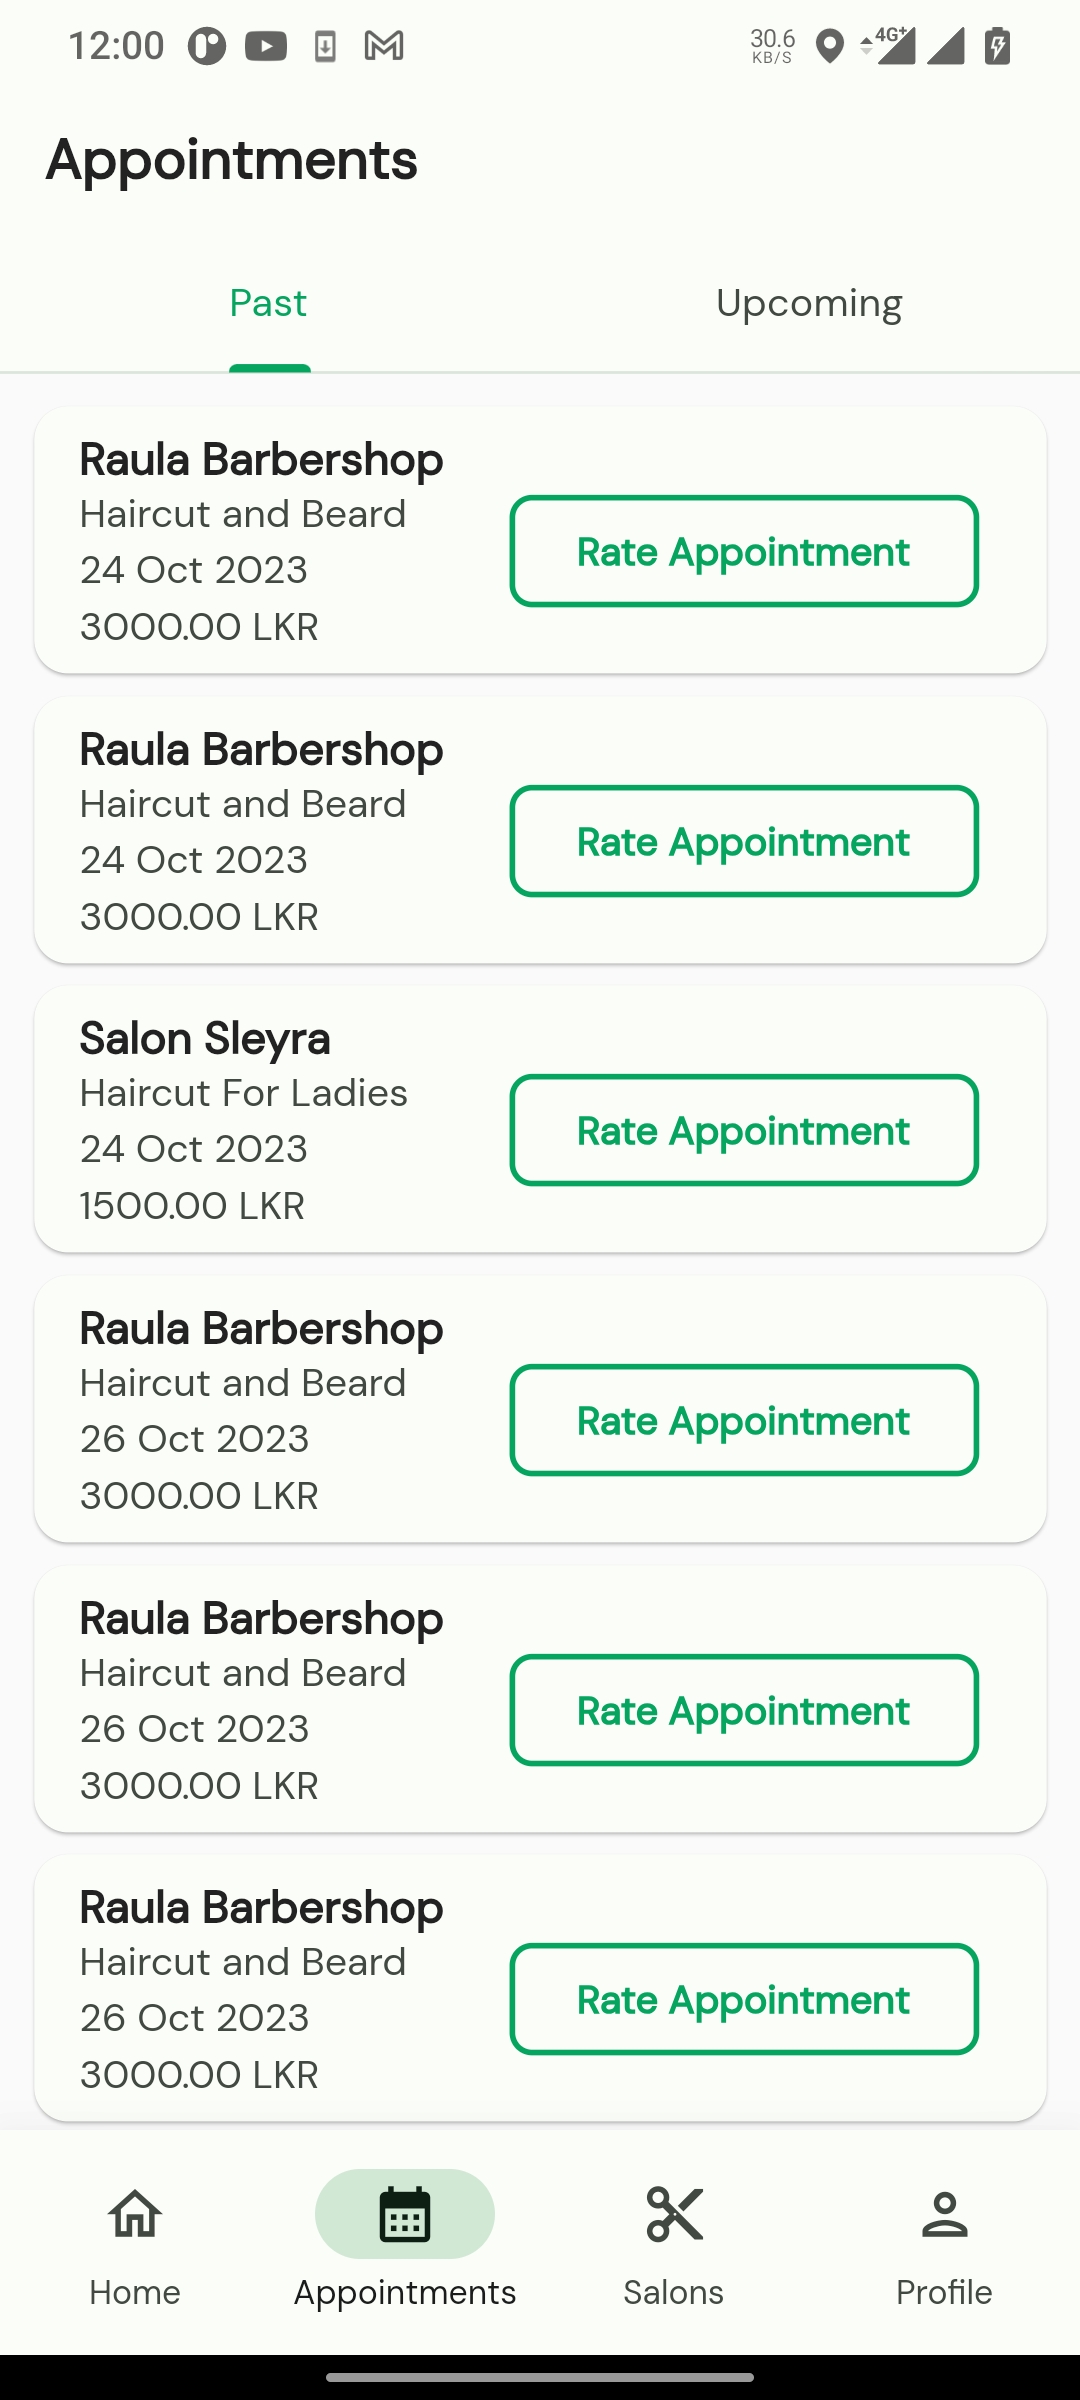 12:00
30.6
KB/S
4G+
Appointments
Past
Upcoming
Raula Barbershop
Haircut and Beard
24 Oct 2023
3000.00 LKR
Rate Appointment
Raula Barbershop
Haircut and Beard
24 Oct 2023
3000.00 LKR
Rate Appointment
Salon Sleyra
Haircut For Ladies
24 Oct 2023
1500.00 LKR
Rate Appointment
Raula Barbershop
Haircut and Beard
26 Oct 2023
3000.00 LKR
Rate Appointment
Raula Barbershop
Haircut and Beard
26 Oct 2023
3000.00 LKR
Rate Appointment
Raula Barbershop
Haircut and Beard
26 Oct 2023
3000.00 LKR
Rate Appointment
Home
Appointments
Salons
Profile